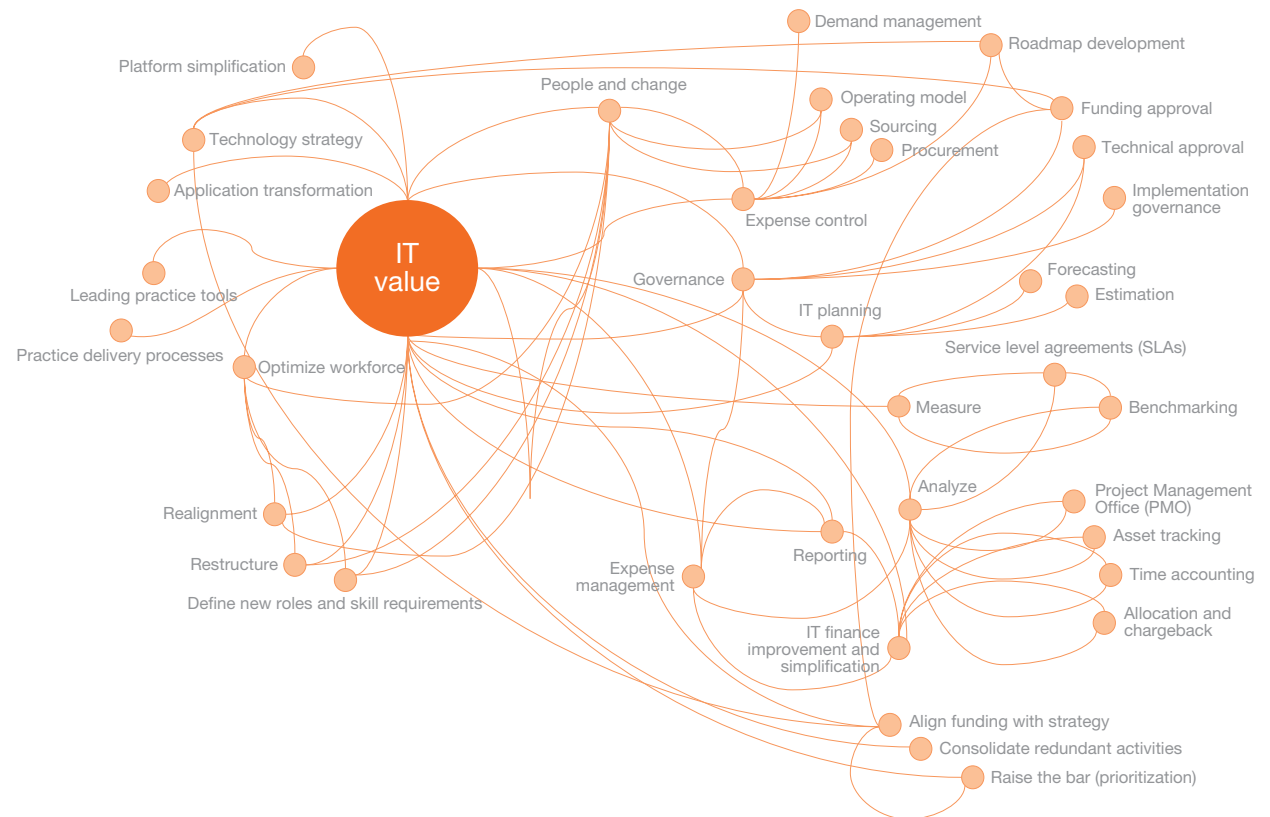 Demand management
Roadmap development
Platform simplification
People and change
Operating model
Funding approval
Sourcing
Technology strategy
Procurement
Technical approval
Application transformation
Implementation
governance
Expense control
IT
value
Governance
Forecasting
Leading practice tools
Estimation
IT planning
Practice delivery processes
Service level agreements (SLAs)
Optimize workforce
Measure
Benchmarking
Analyze
Project Management
Office (PMO)
Realignment
Asset tracking
Reporting
Restructure
Expense
management
Time accounting
Define new roles and skill requirements
Allocation and
chargeback
IT finance
improvement and
simplification
Align funding with strategy
Consolidate redundant activities
Raise the bar (prioritization)